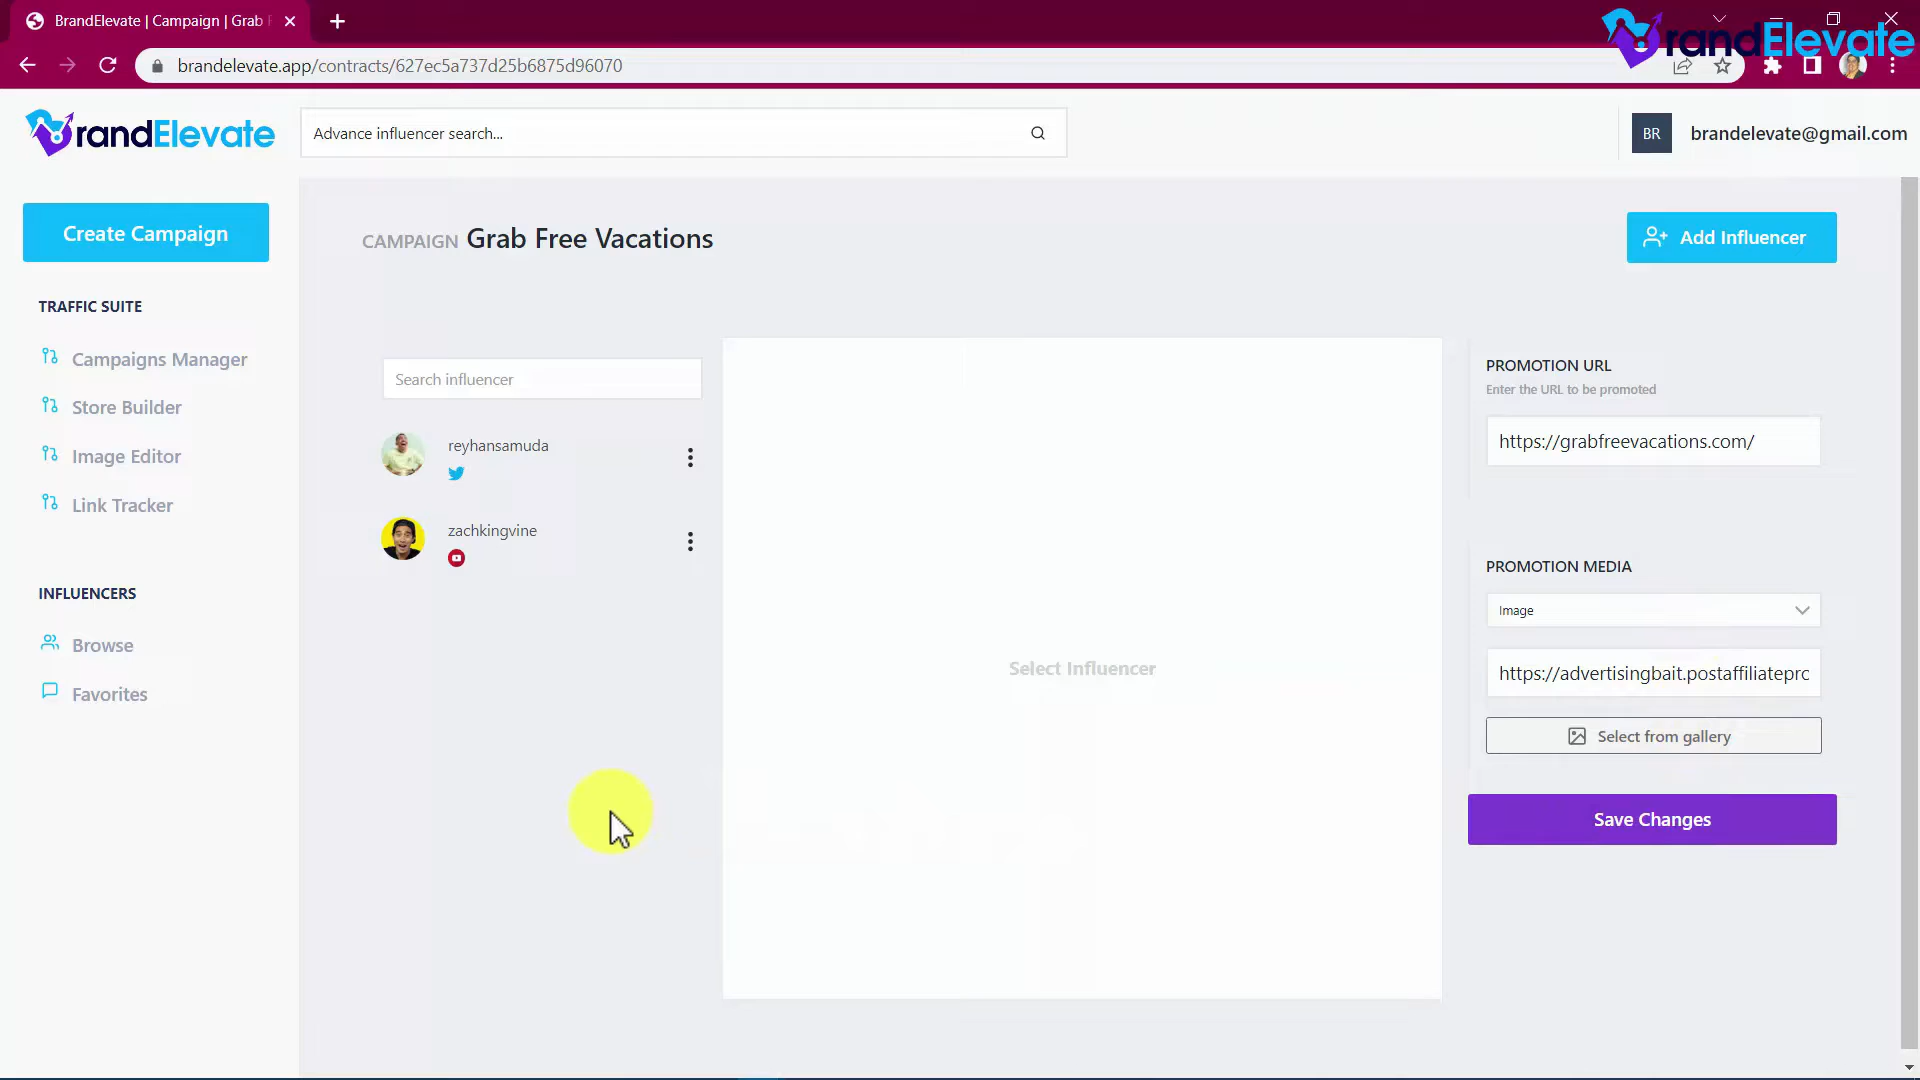 BrandElevate | Campaign | Grab F
randElevate
brandelevate.app/contracts/627ec5a737d25b6875d96070
randElevate
Advance influencer search...
BR
brandelevate@gmail.com
Create Campaign
CAMPAIGN Grab Free Vacations
Add Influencer
TRAFFIC SUITE
Campaigns Manager
Store Builder
Image Editor
Link Tracker
INFLUENCERS
Browse
Favorites
Search influencer
reyhansamuda
zachkingvine
Select Influencer
PROMOTION URL
Enter the URL to be promoted
https://grabfreevacations.com/
PROMOTION MEDIA
Image
https://advertisingbait.postaffiliatepro
Select from gallery
Save Changes